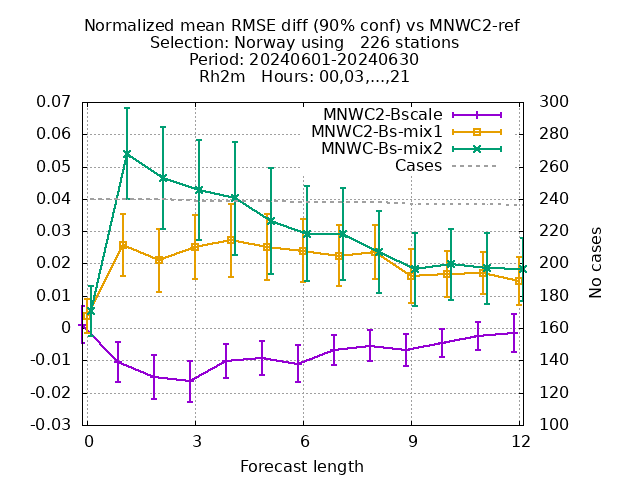 Normalized mean RMSE diff (90% conf) vs MNWC2-ref
Selection: Norway using   226 stations
Period: 20240601-20240630
Rh2m   Hours: 00,03,...,21
MNWC2-Bscale
MNWC2-Bs-mix1
MNWC-Bs-mix2
Cases
0.07
0.06
0.05
0.04
0.03
0.02
0.01
0
-0.01
-0.02
-0.03
300
280
260
240
220
200
180
160
140
120
100
No cases
0 3 6 9 12
Forecast length